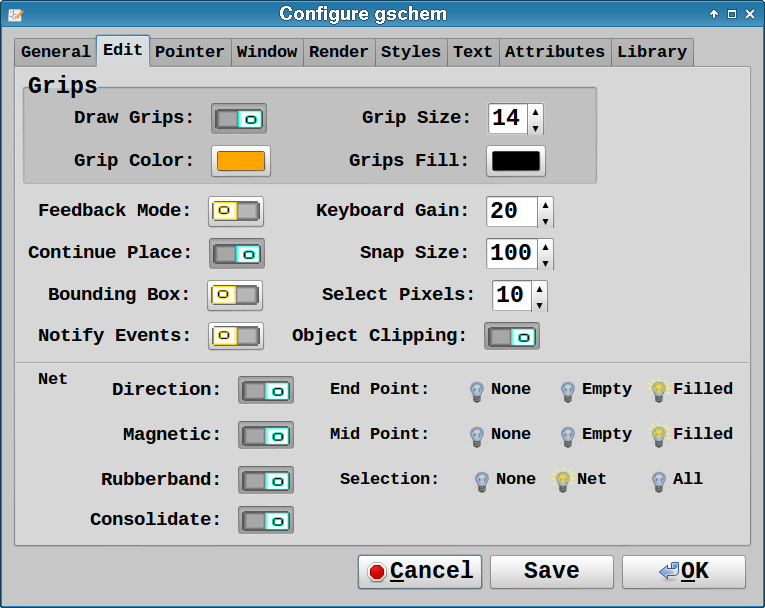 Configure gschem
General Edit Pointer Window Render Styles Text Attributes Library
Grips
Draw Grips: Grip Size: 14
Grip Color: Grips Fill:
Feedback Mode: Keyboard Gain: 20
Continue Place: Snap Size: 100
Bounding Box: Select Pixels: 10
Notify Events: Object Clipping:
Net
Direction: End Point: None Empty Filled
Magnetic: Mid Point: None Empty Filled
Rubberband: Selection: None Net All
Consolidate:
Cancel Save OK